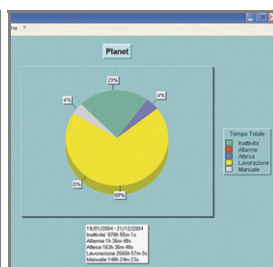 ?
Planet
23%
4%
4%
0%
69%
Tempo Totale
Inattivita'
Allarme
Attesa
Lavorazione
Manuale
19/01/2004 - 21/12/2004
Inattivita' 878h 55m 1s
Allarme 1h 36m 48s
Attesa 163h 36m 48s
Lavorazione 2668h 57m 0s
Manuale 148h 24m 23s